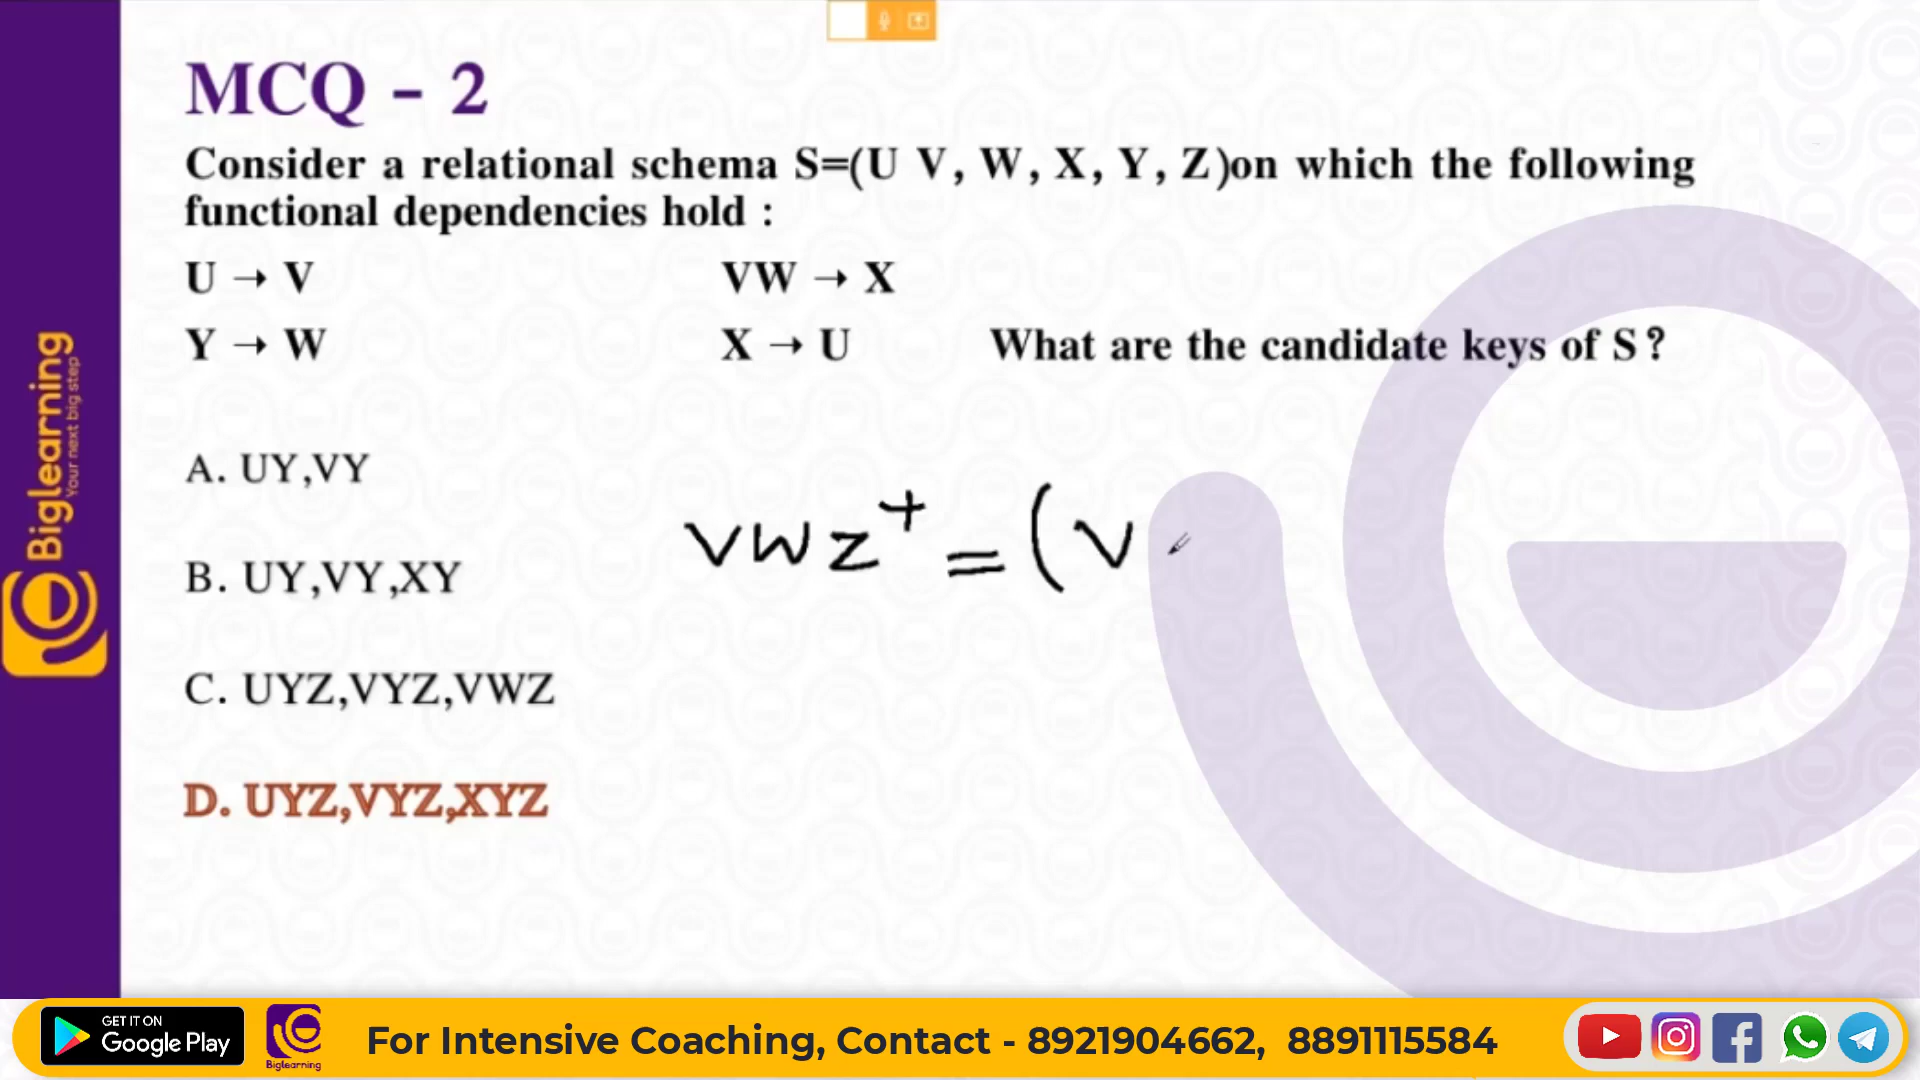 MCQ - 2
Consider a relational schema S=(U V, W, X, Y, Z)on which the following
functional dependencies hold :
U → V VW → X
Y → W X → U What are the candidate keys of S ?
A. UY,VY
VWZ⁺ = (V
B. UY,VY,XY
C. UYZ,VYZ,VWZ
D. UYZ,VYZ,XYZ
Biglearning
Your next big step
GET IT ON
Google Play
Biglearning
For Intensive Coaching, Contact - 8921904662, 8891115584